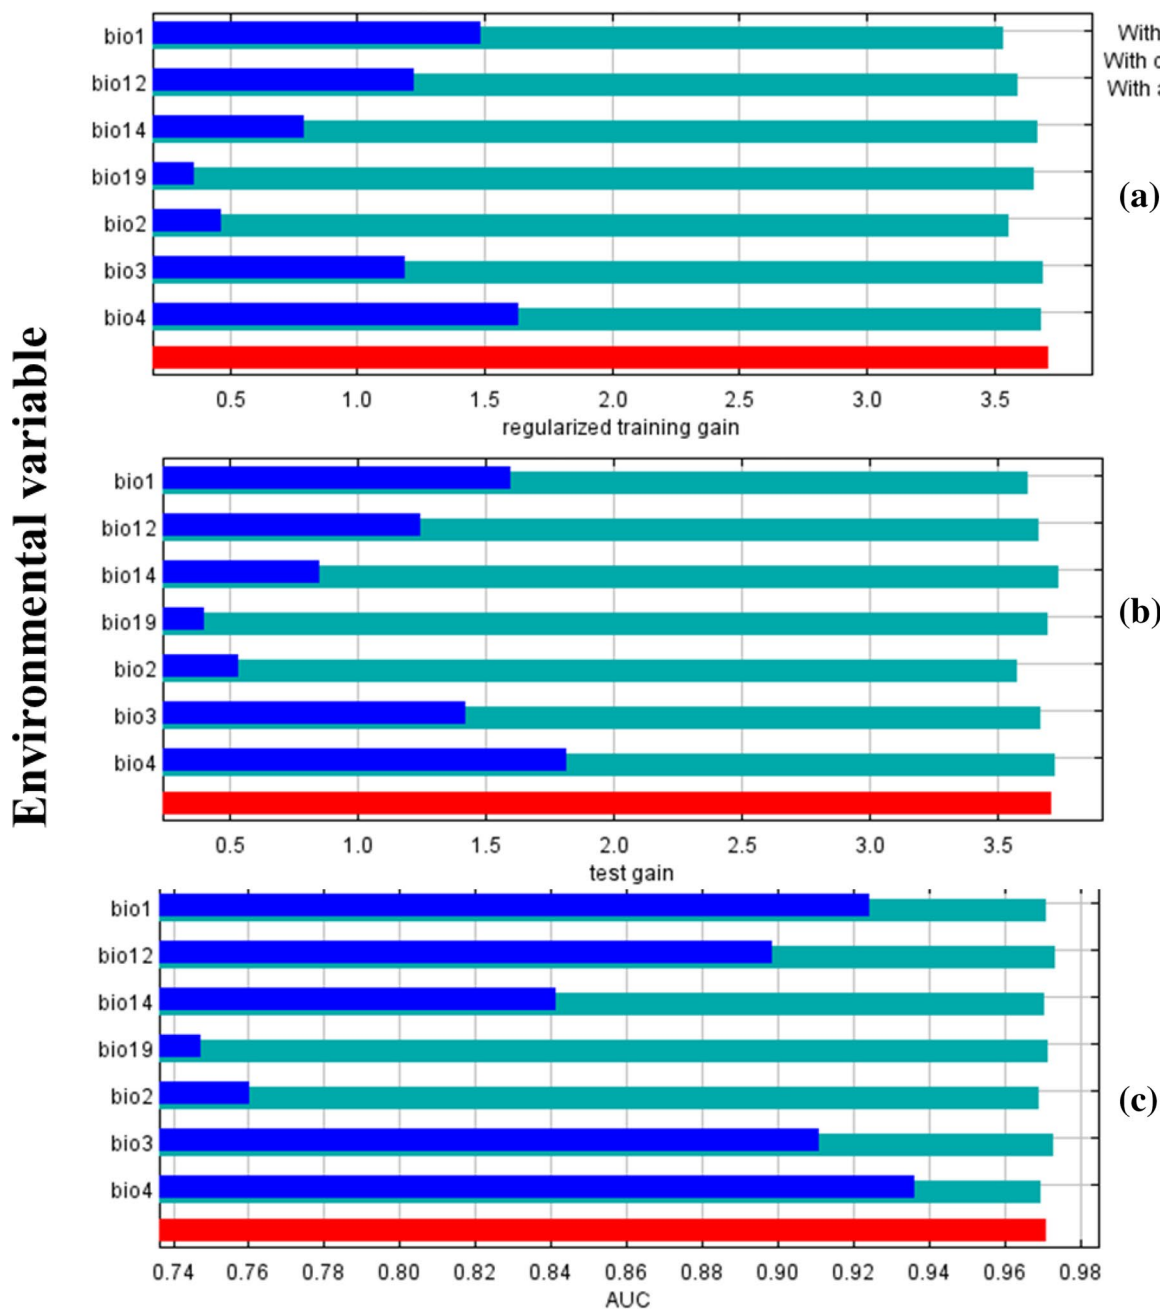 Environmental variable
bio1
bio12
bio14
bio19
bio2
bio3
bio4
0.5 1.0 1.5 2.0 2.5 3.0 3.5
regularized training gain
With
With
With
(a)
bio1
bio12
bio14
bio19
bio2
bio3
bio4
0.5 1.0 1.5 2.0 2.5 3.0 3.5
test gain
(b)
bio1
bio12
bio14
bio19
bio2
bio3
bio4
0.74 0.76 0.78 0.80 0.82 0.84 0.86 0.88 0.90 0.92 0.94 0.96 0.98
AUC
(c)